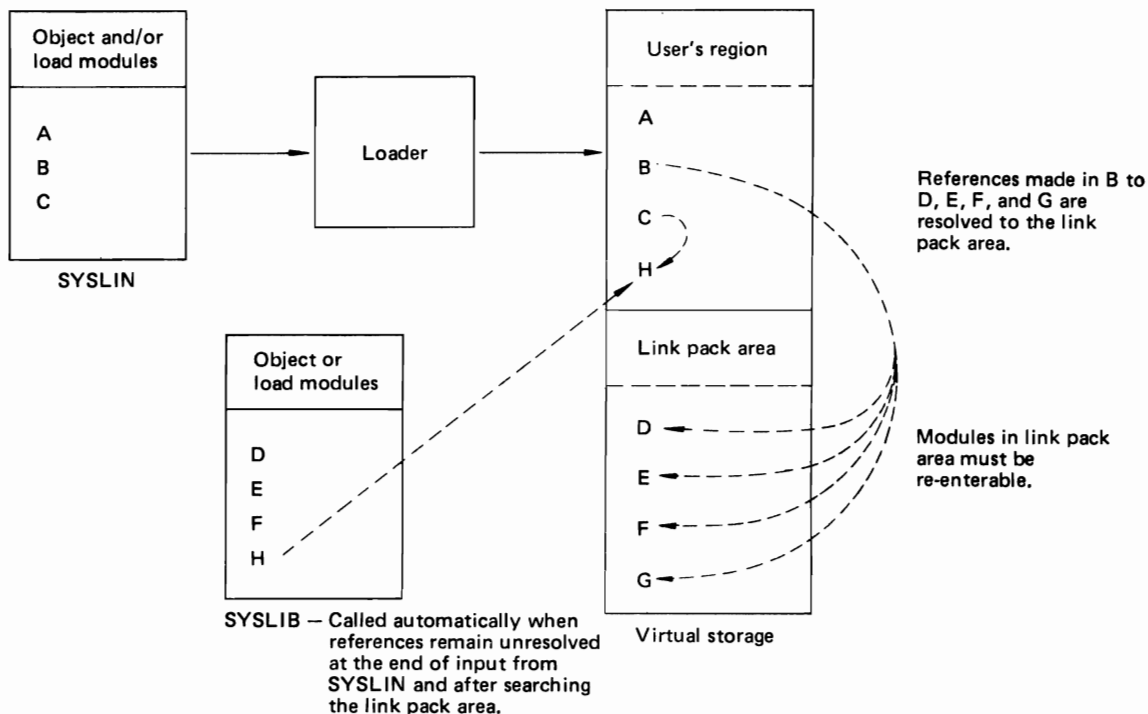 Object and/or
load modules
A
B
C
SYSLIN
Loader
User's region
A
B
C
H
References made in B to
D, E, F, and G are
resolved to the link
pack area.
Link pack area
D
E
F
G
Virtual storage
Modules in link pack
area must be
re-enterable.
Object or
load modules
D
E
F
H
SYSLIB — Called automatically when
references remain unresolved
at the end of input from
SYSLIN and after searching
the link pack area.